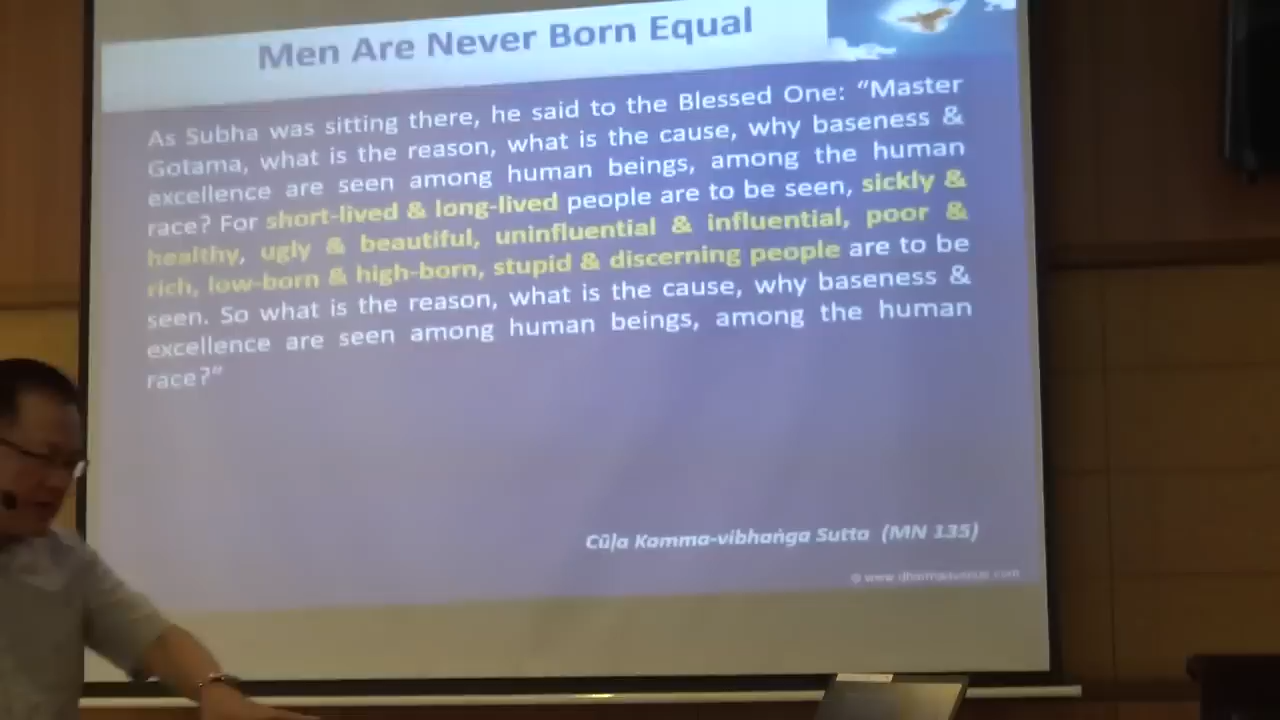 Men Are Never Born Equal
As Subha was sitting there, he said to the Blessed One: “Master
Gotama, what is the reason, what is the cause, why baseness &
excellence are seen among human beings, among the human
race? For short-lived & long-lived people are to be seen, sickly &
healthy, ugly & beautiful, uninfluential & influential, poor &
rich, low-born & high-born, stupid & discerning people are to be
seen. So what is the reason, what is the cause, why baseness &
excellence are seen among human beings, among the human
race?”
Cūḷa Kamma-vibhaṅga Sutta (MN 135)
© www.